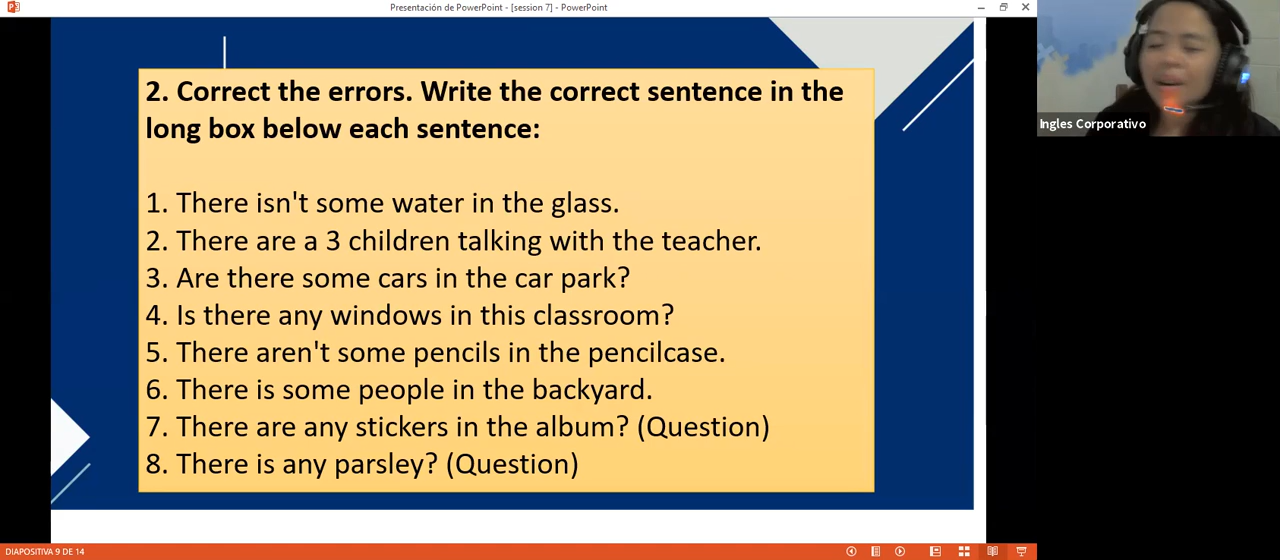 Presentación de PowerPoint - [session 7] - PowerPoint
2. Correct the errors. Write the correct sentence in the
long box below each sentence:
1. There isn't some water in the glass.
2. There are a 3 children talking with the teacher.
3. Are there some cars in the car park?
4. Is there any windows in this classroom?
5. There aren't some pencils in the pencilcase.
6. There is some people in the backyard.
7. There are any stickers in the album? (Question)
8. There is any parsley? (Question)
Ingles Corporativo
DIAPOSITIVA 9 DE 14